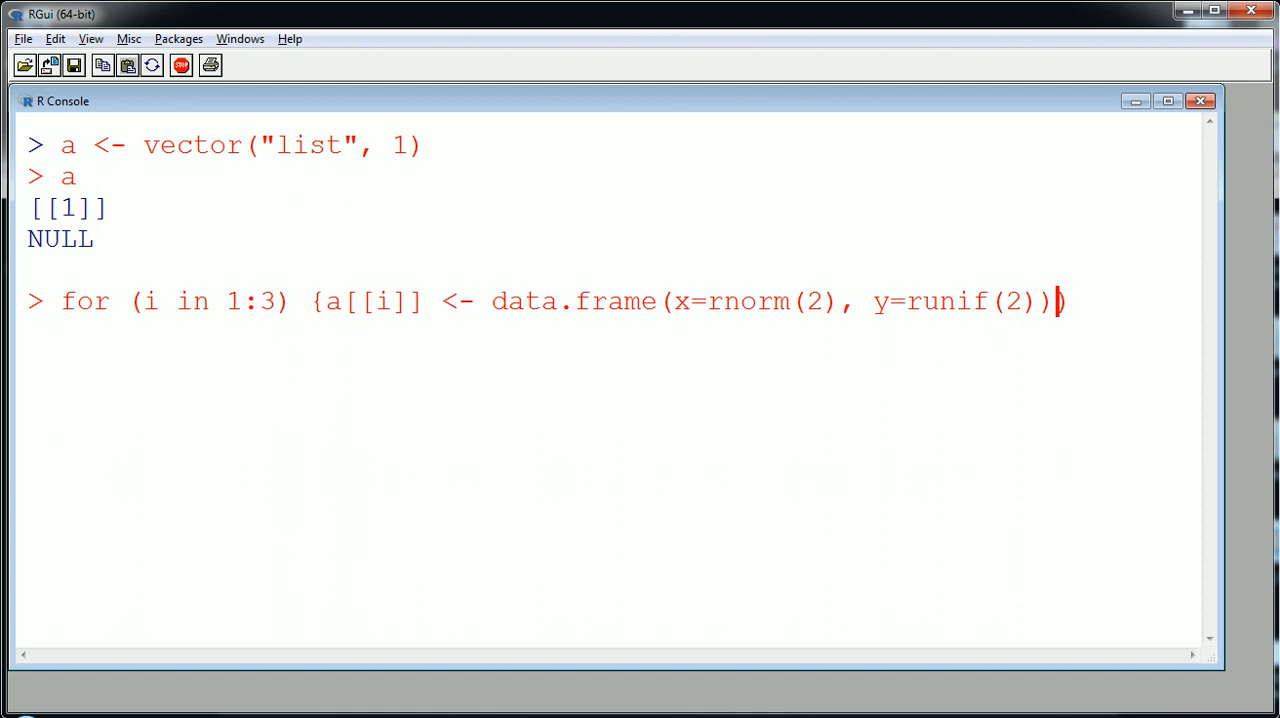 RGui (64-bit)
File Edit View Misc Packages Windows Help
STOP
R Console
> a <- vector("list", 1)
> a
[[1]]
NULL
> for (i in 1:3) {a[[i]] <- data.frame(x=rnorm(2), y=runif(2)))